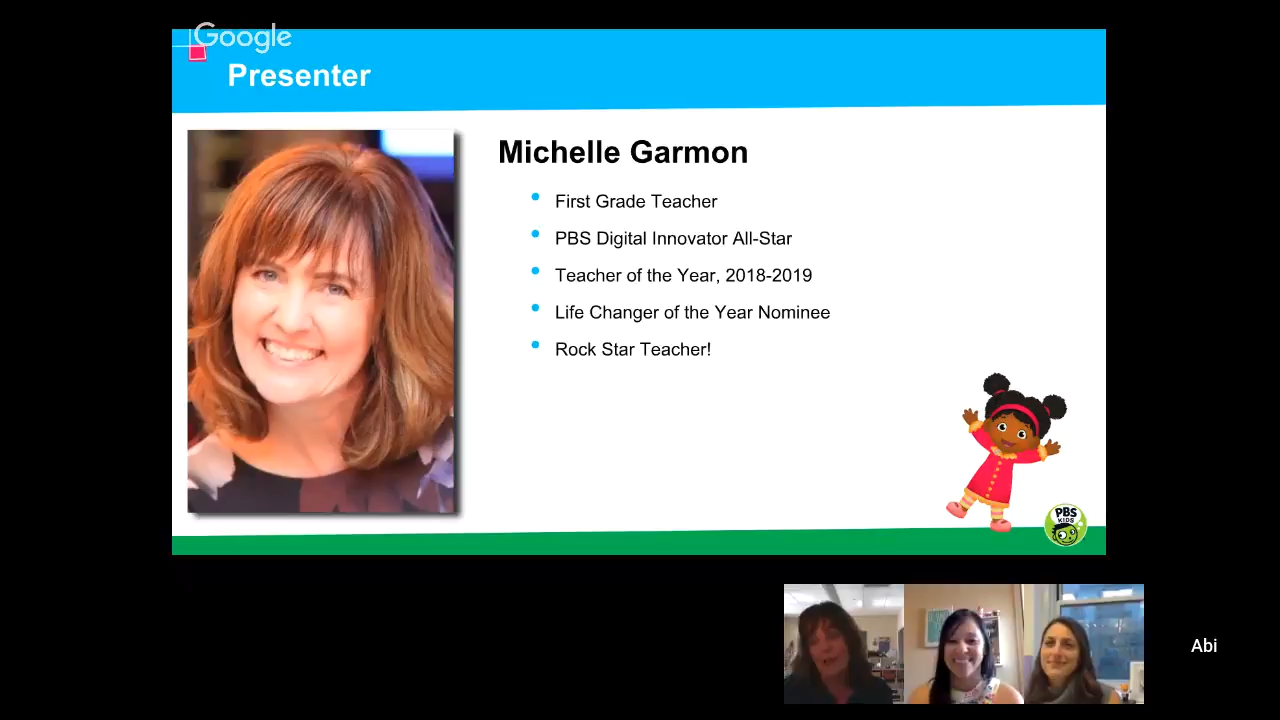 Google
Presenter
Michelle Garmon
First Grade Teacher
PBS Digital Innovator All-Star
Teacher of the Year, 2018-2019
Life Changer of the Year Nominee
Rock Star Teacher!
PBS
KIDS
Abi